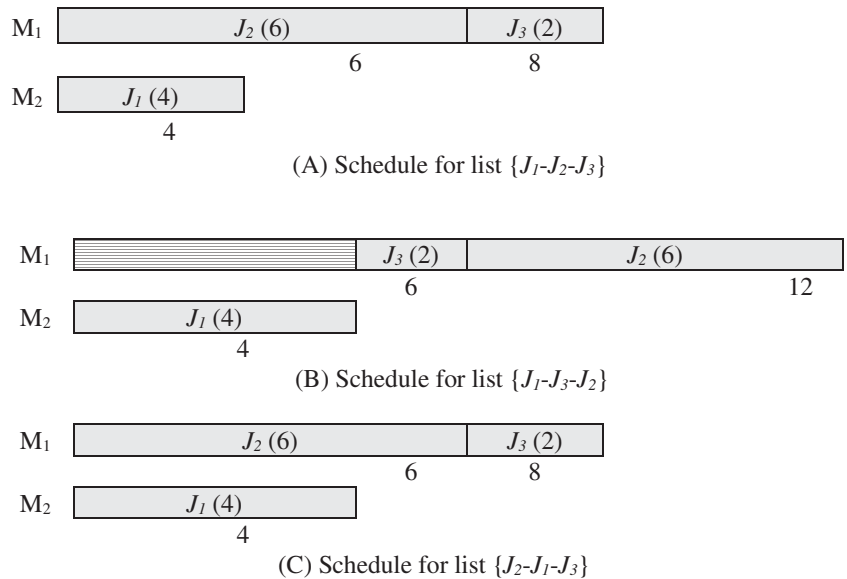 M₁ J₂ (6) J₃ (2)
6 8
M₂ J₁ (4)
4
(A) Schedule for list {J₁-J₂-J₃}
M₁ J₃ (2) J₂ (6)
6 12
M₂ J₁ (4)
4
(B) Schedule for list {J₁-J₃-J₂}
M₁ J₂ (6) J₃ (2)
6 8
M₂ J₁ (4)
4
(C) Schedule for list {J₂-J₁-J₃}